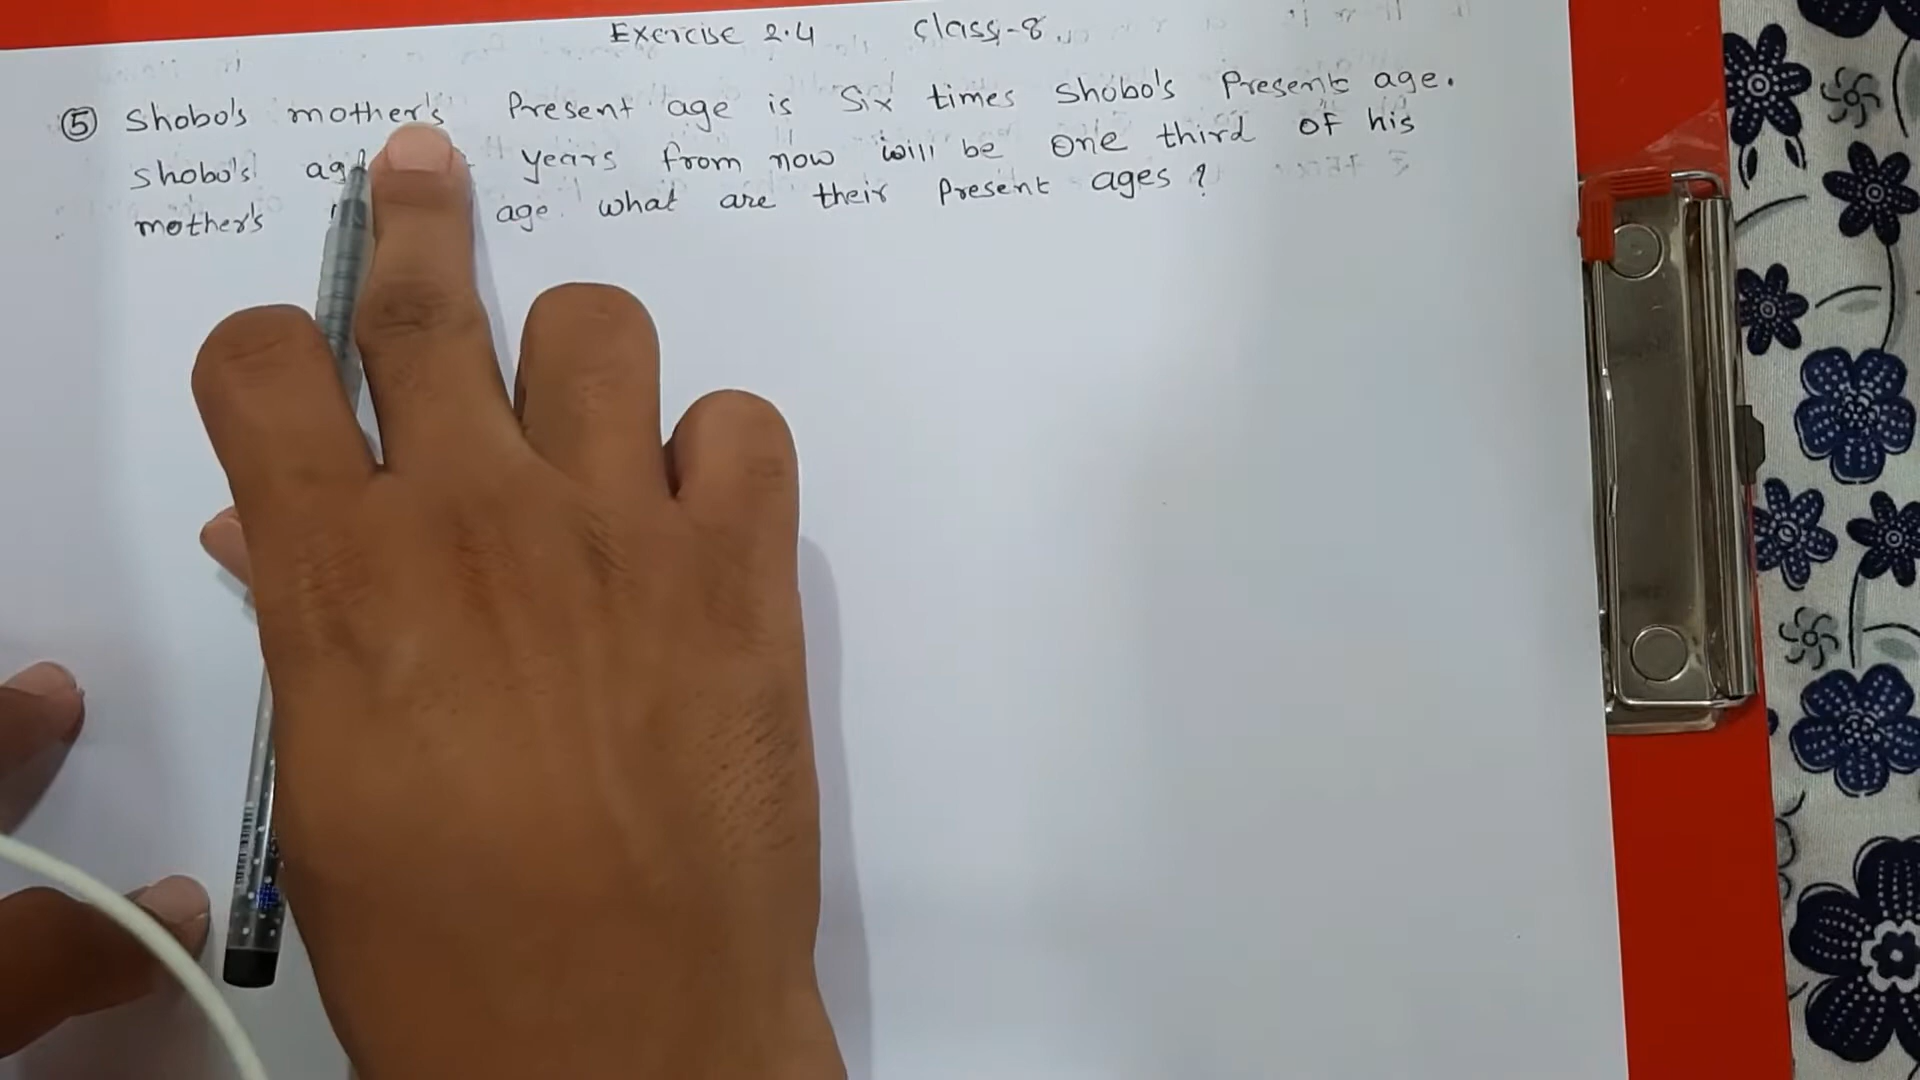 Exercise 2.4 Class-8
⑤ Shobo's mother's Present age is Six times Shobo's Present age.
Shobo's years from now will be One third of his
mother's age. what are their Present ages?